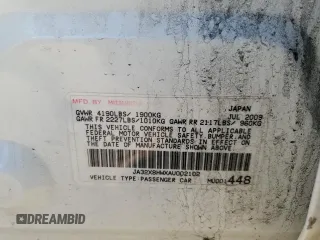 MFD BY MITSUBISHI JAPAN
GVWR 4190LBS/ 1900KG JUL 2009
GAWR FR 2227LBS/1010KG GAWR RR 2117LBS/ 960KG
THIS VEHICLE CONFORMS TO ALL APPLICABLE
FEDERAL MOTOR VEHICLE SAFETY, BUMPER, AND
THEFT PREVENTION STANDARDS IN EFFECT ON
THE DATE OF MANUFACTURE SHOWN ABOVE.
VEHICLE TYPE:PASSENGER CAR 448
DREAMBID